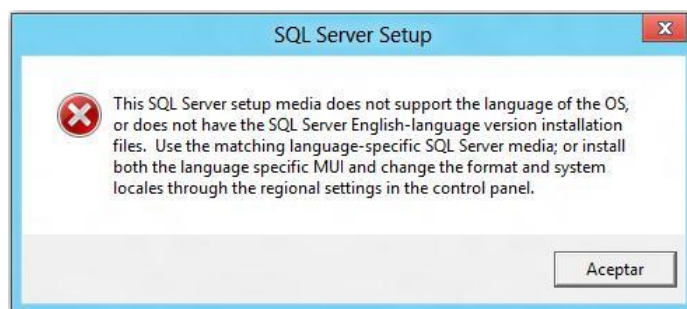 SQL Server Setup
x
This SQL Server setup media does not support the language of the OS,
or does not have the SQL Server English-language version installation
files.  Use the matching language-specific SQL Server media; or install
both the language specific MUI and change the format and system
locales through the regional settings in the control panel.
Aceptar